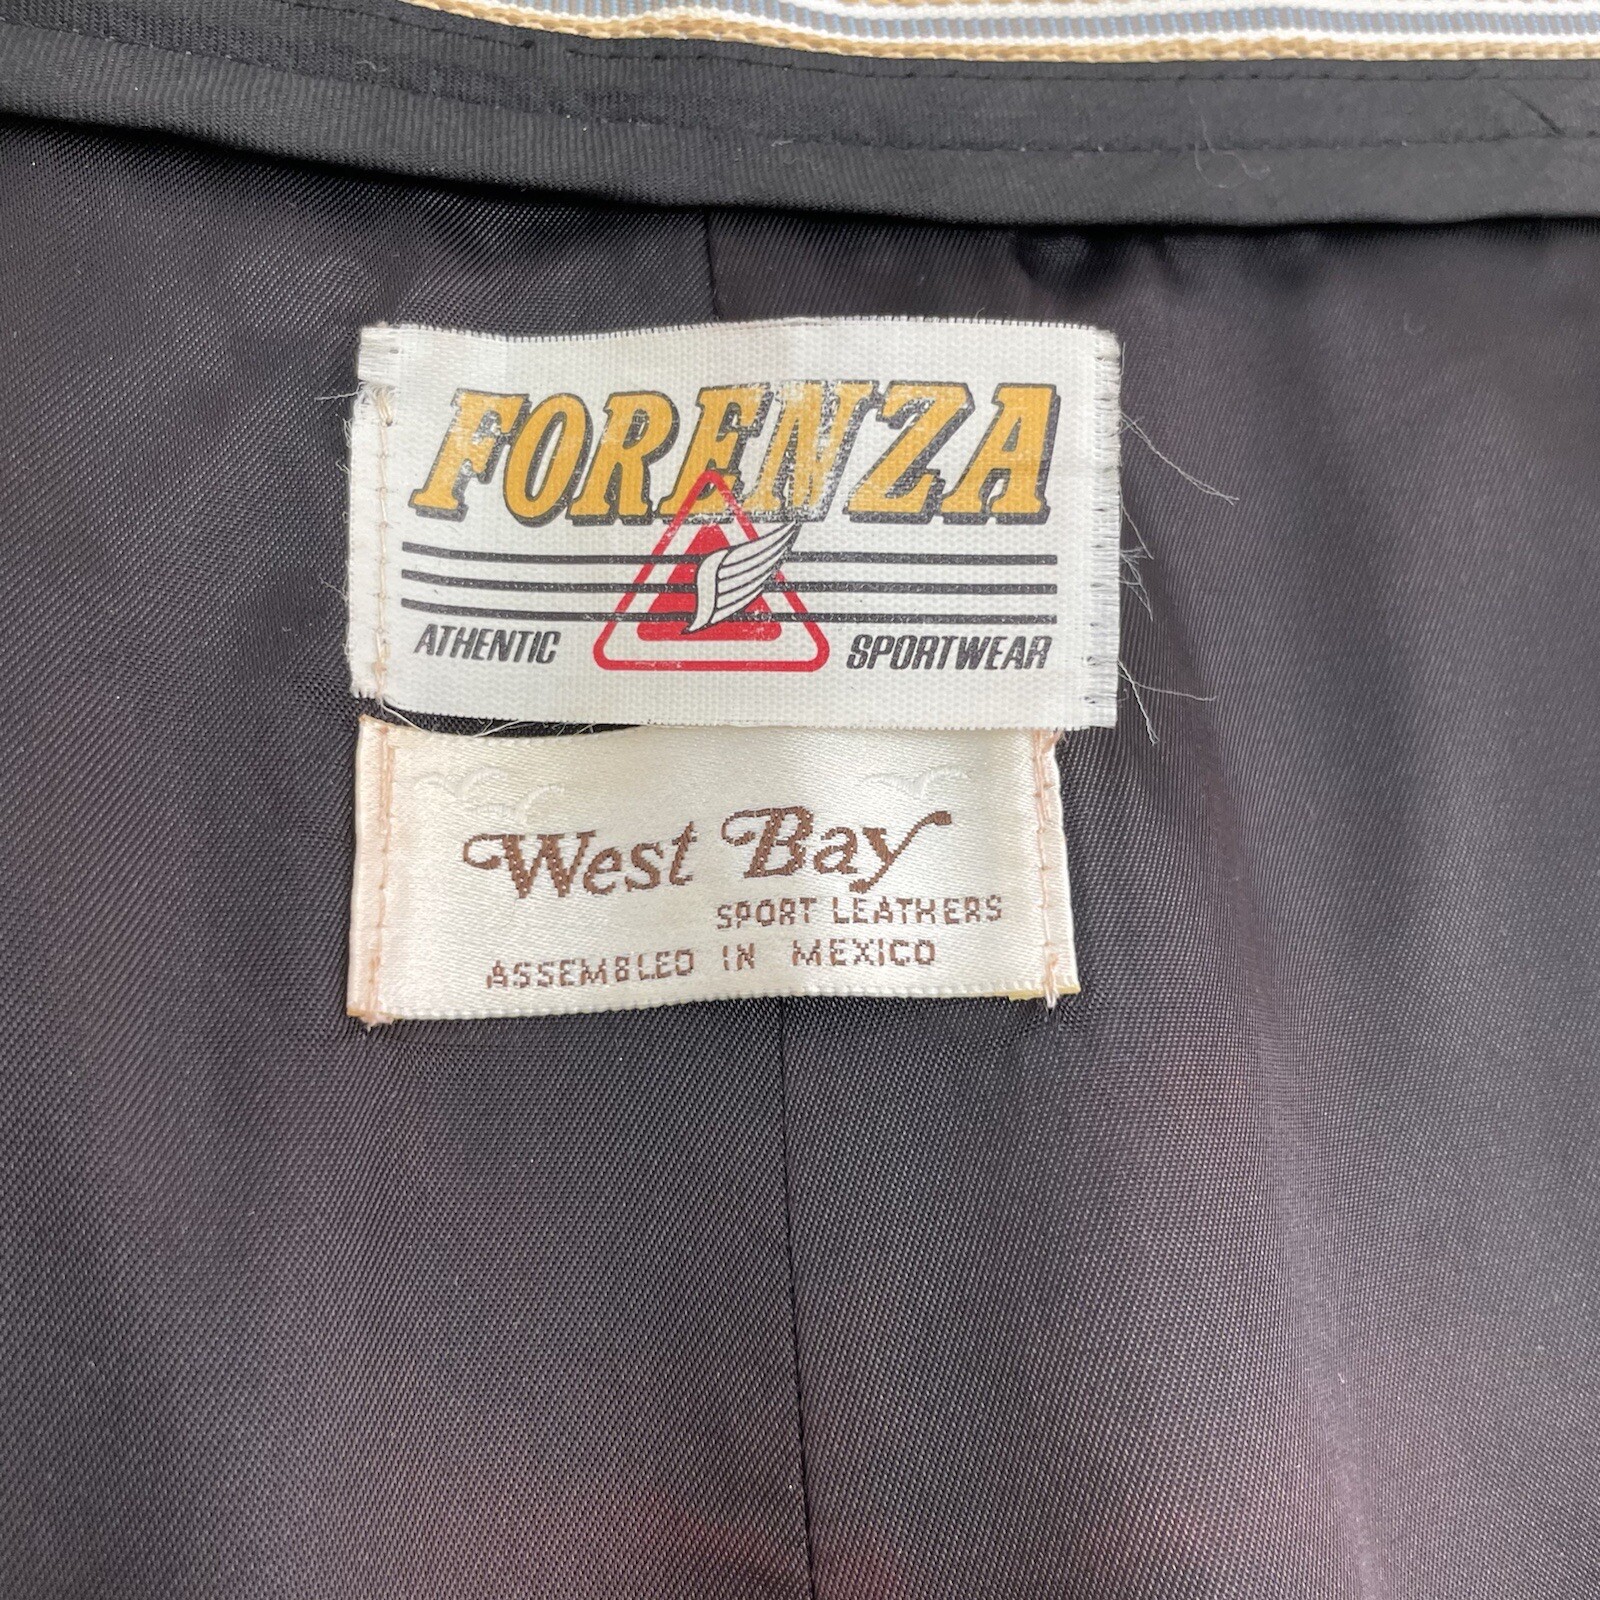 FORENZA
ATHENTIC SPORTWEAR
West Bay
SPORT LEATHERS
ASSEMBLED IN MEXICO